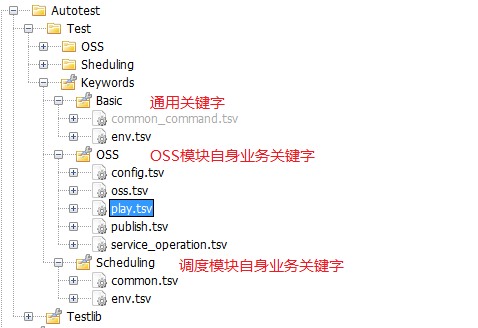 Autotest
Test
OSS
Sheduling
Keywords
Basic 通用关键字
common_command.tsv
env.tsv
OSS OSS模块自身业务关键字
config.tsv
oss.tsv
play.tsv
publish.tsv
service_operation.tsv
Scheduling 调度模块自身业务关键字
common.tsv
env.tsv
Testlib